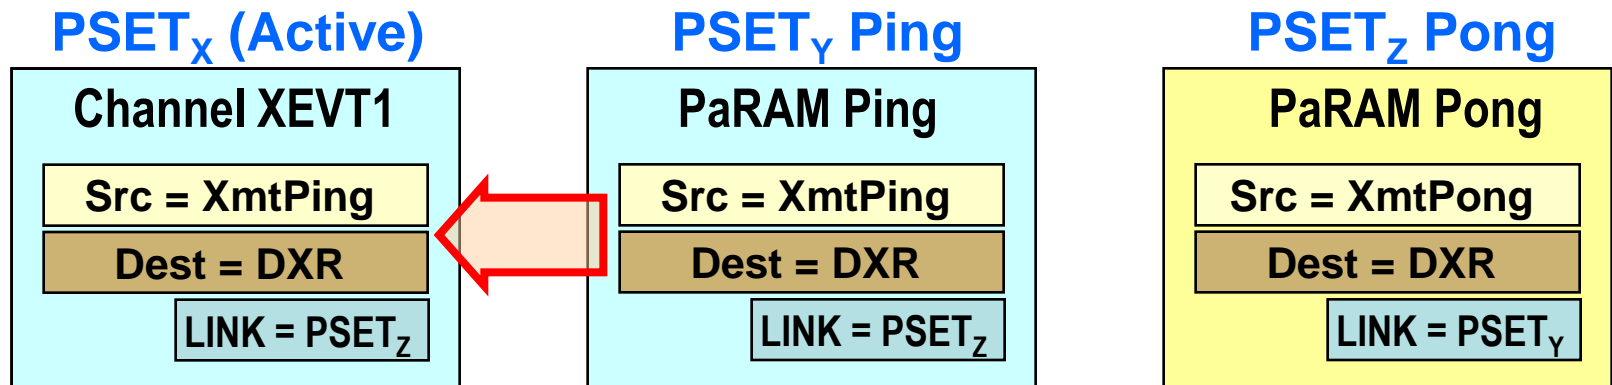 PSETX (Active)
Channel XEVT1
Src = XmtPing
Dest = DXR
LINK = PSETZ
PSETY Ping
PaRAM Ping
Src = XmtPing
Dest = DXR
LINK = PSETZ
PSETZ Pong
PaRAM Pong
Src = XmtPong
Dest = DXR
LINK = PSETY